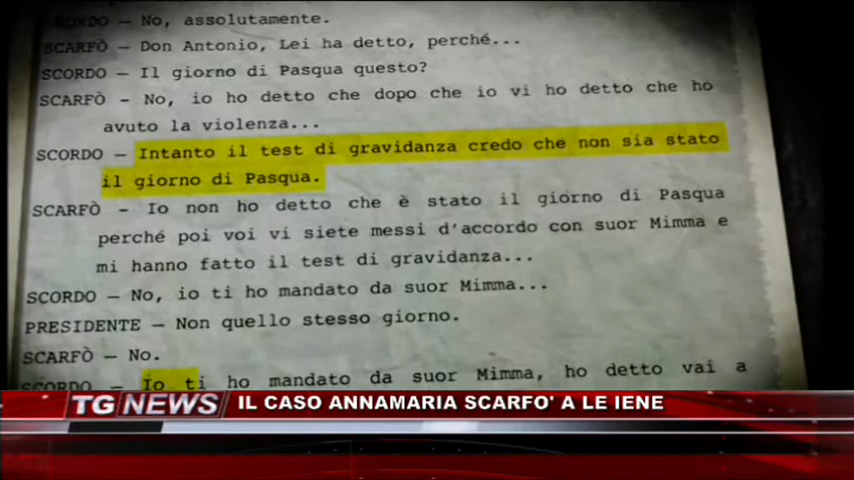 SCORDO – No, assolutamente.
SCARFÒ – Don Antonio, Lei ha detto, perché...
SCORDO – Il giorno di Pasqua questo?
SCARFÒ – No, io ho detto che dopo che io vi ho detto che ho
avuto la violenza...
SCORDO – Intanto il test di gravidanza credo che non sia stato
il giorno di Pasqua.
SCARFÒ – Io non ho detto che è stato il giorno di Pasqua
perché poi voi vi siete messi d'accordo con suor Mimma e
mi hanno fatto il test di gravidanza...
SCORDO – No, io ti ho mandato da suor Mimma...
PRESIDENTE – Non quello stesso giorno.
SCARFÒ – No.
SCORDO – Io ti ho mandato da suor Mimma, ho detto vai a
TG NEWS IL CASO ANNAMARIA SCARFO' A LE IENE